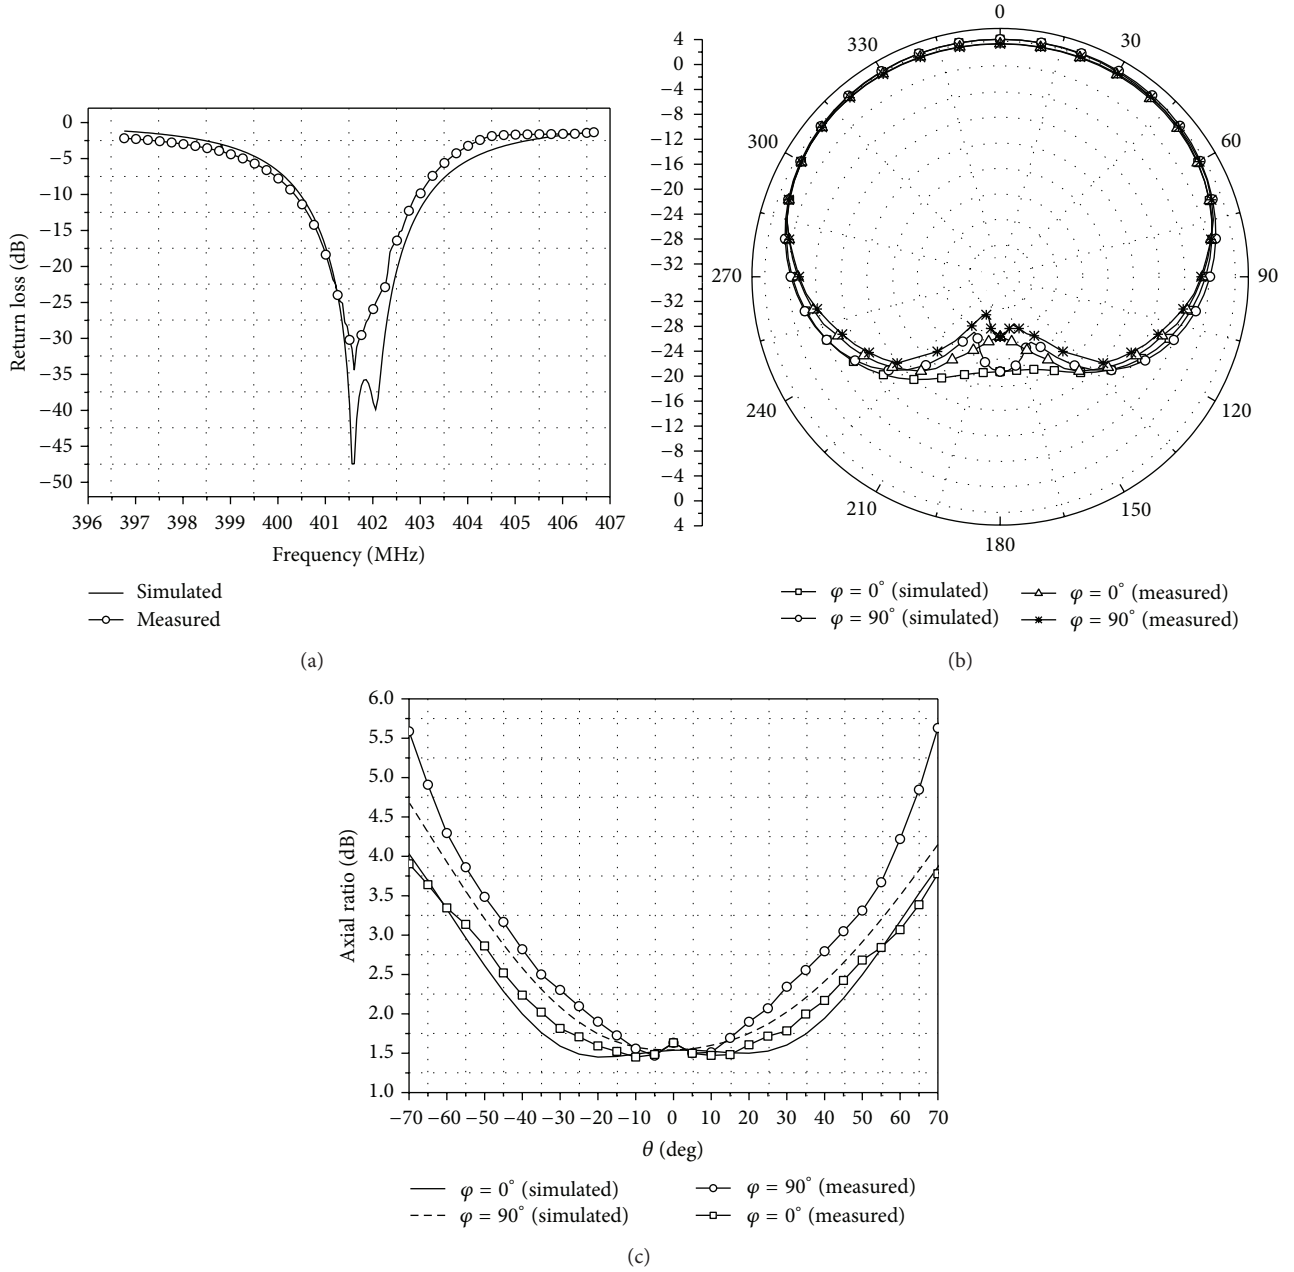 0
−5
−10
−15
−20
−25
−30
−35
−40
−45
−50
Return loss (dB)
396 397 398 399 400 401 402 403 404 405 406 407
Frequency (MHz)
Simulated
Measured
(a)
4
0
−4
−8
−12
−16
−20
−24
−28
−32
−32
−28
−24
−20
−16
−12
−8
−4
0
4
0
30
60
90
120
150
180
210
240
270
300
330
φ = 0° (simulated)
φ = 90° (simulated)
φ = 0° (measured)
φ = 90° (measured)
(b)
6.0
5.5
5.0
4.5
4.0
3.5
3.0
2.5
2.0
1.5
1.0
Axial ratio (dB)
−70 −60 −50 −40 −30 −20 −10 0 10 20 30 40 50 60 70
θ (deg)
φ = 0° (simulated)
φ = 90° (simulated)
φ = 90° (measured)
φ = 0° (measured)
(c)